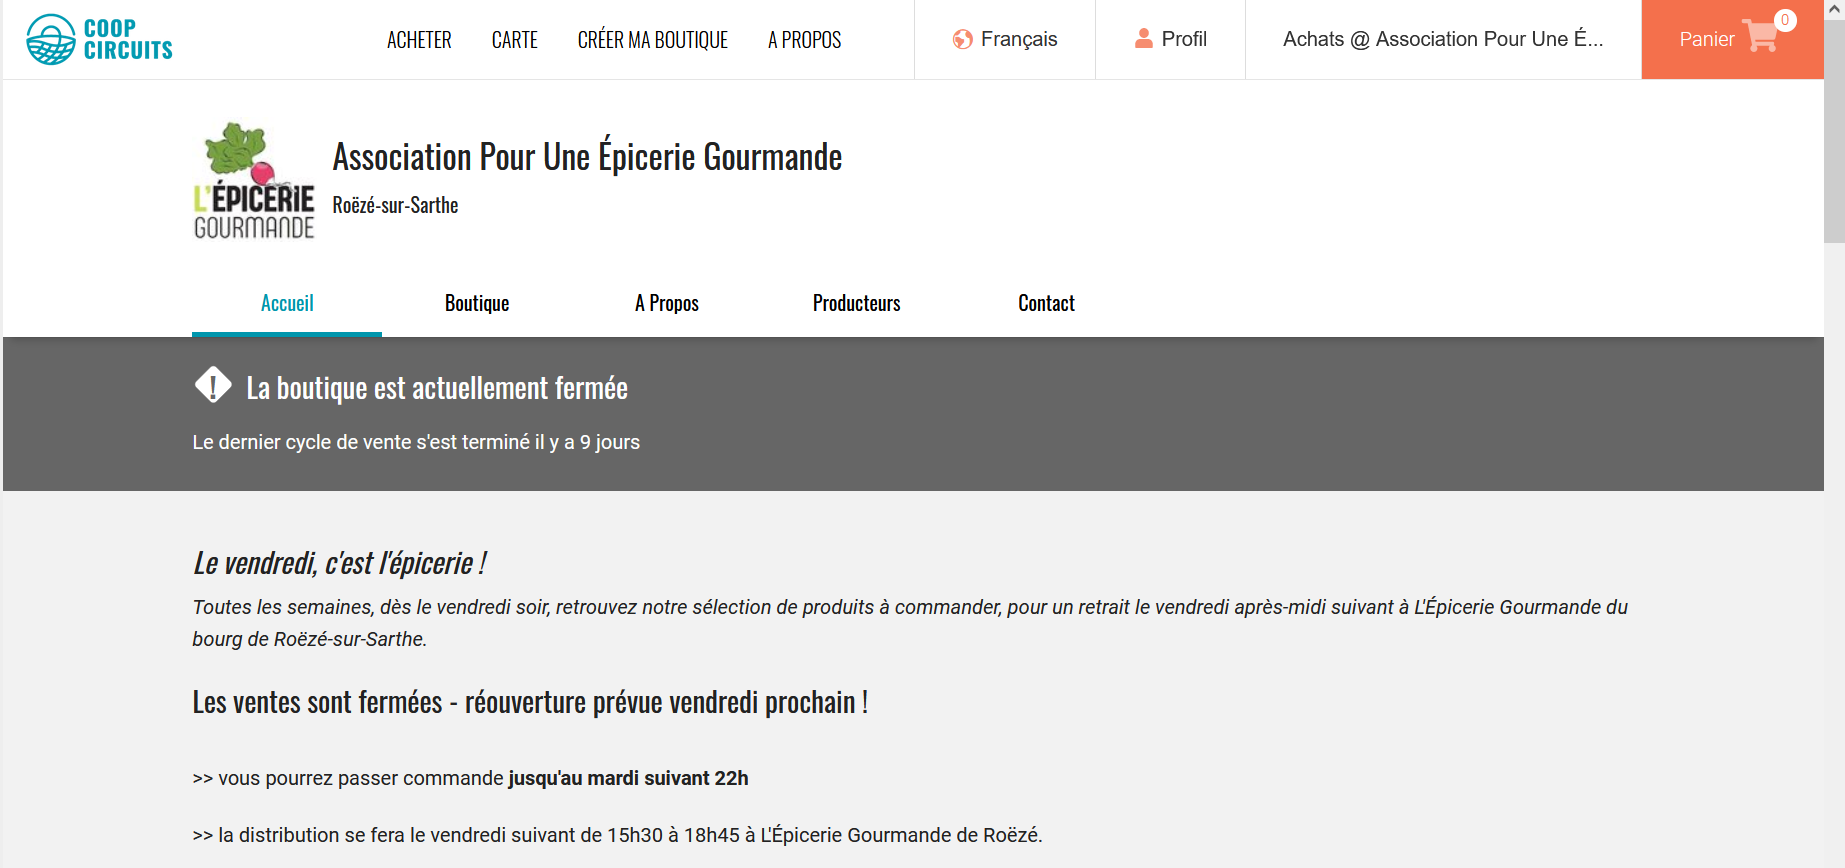 COOP
CIRCUITS
ACHETER
CARTE
CRÉER MA BOUTIQUE
A PROPOS
Français
Profil
Achats @ Association Pour Une É...
Panier
0
L'ÉPICERIE
GOURMANDE
Association Pour Une Épicerie Gourmande
Roëzé-sur-Sarthe
Accueil
Boutique
A Propos
Producteurs
Contact
La boutique est actuellement fermée
Le dernier cycle de vente s'est terminé il y a 9 jours
Le vendredi, c'est l'épicerie !
Toutes les semaines, dès le vendredi soir, retrouvez notre sélection de produits à commander, pour un retrait le vendredi après-midi suivant à L'Épicerie Gourmande du
bourg de Roëzé-sur-Sarthe.
Les ventes sont fermées - réouverture prévue vendredi prochain !
>> vous pourrez passer commande jusqu'au mardi suivant 22h
>> la distribution se fera le vendredi suivant de 15h30 à 18h45 à L'Épicerie Gourmande de Roëzé.